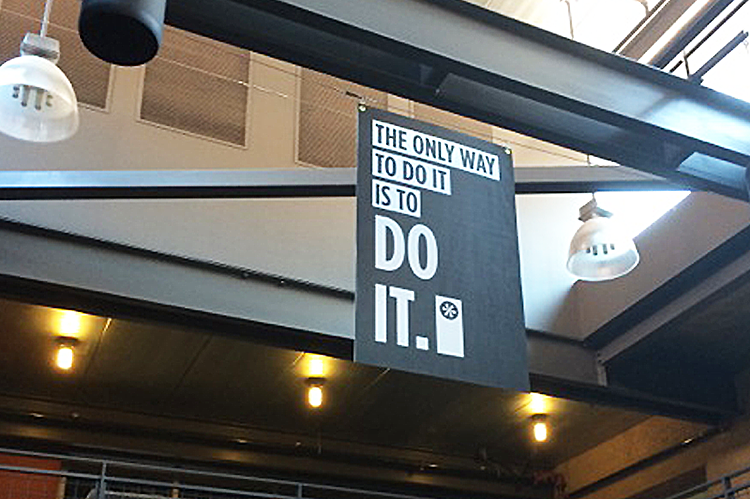 THE ONLY WAY
TO DO IT
IS TO
DO
IT.